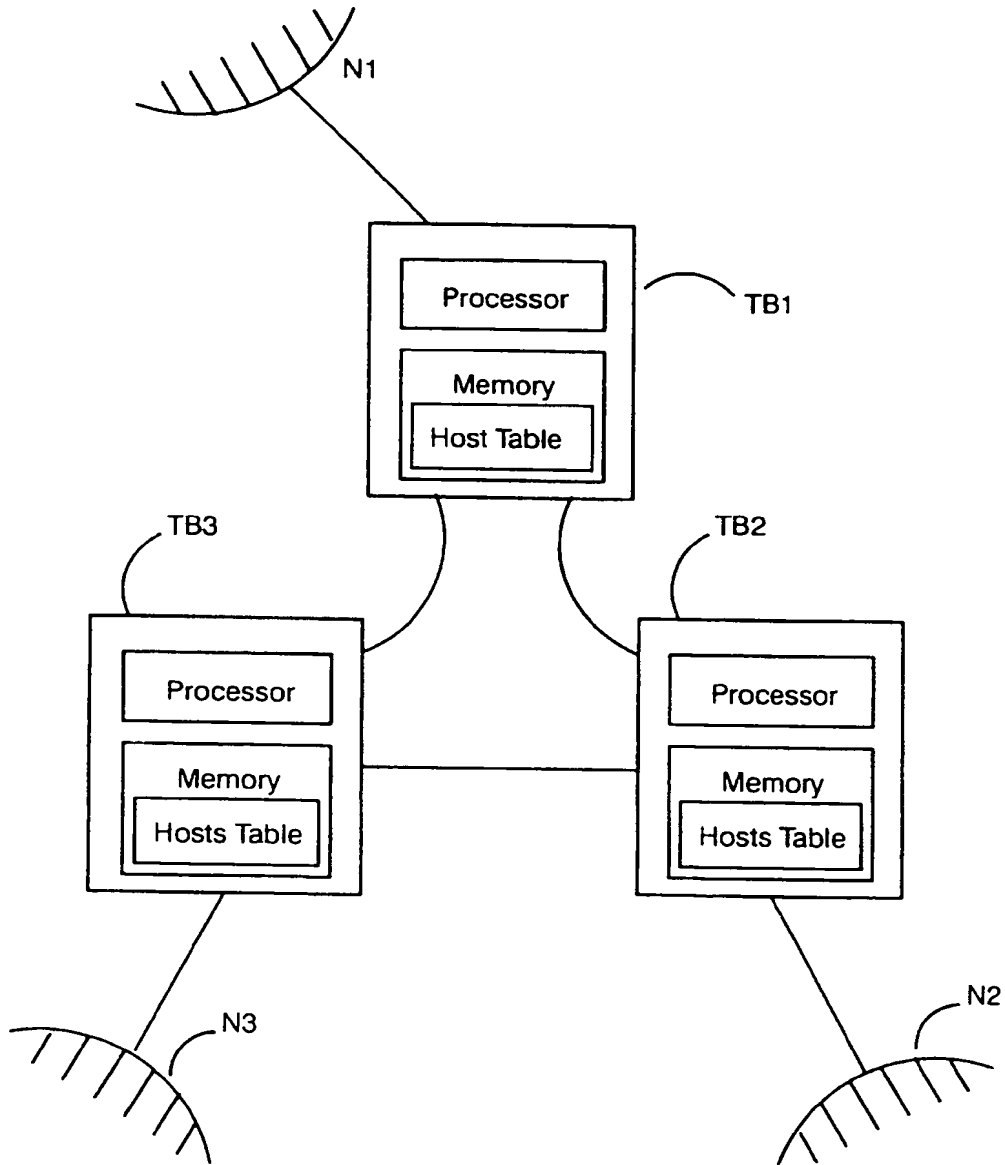 N1
Processor
TB1
Memory
Host Table
TB3
TB2
Processor
Processor
Memory
Memory
Hosts Table
Hosts Table
N3
N2